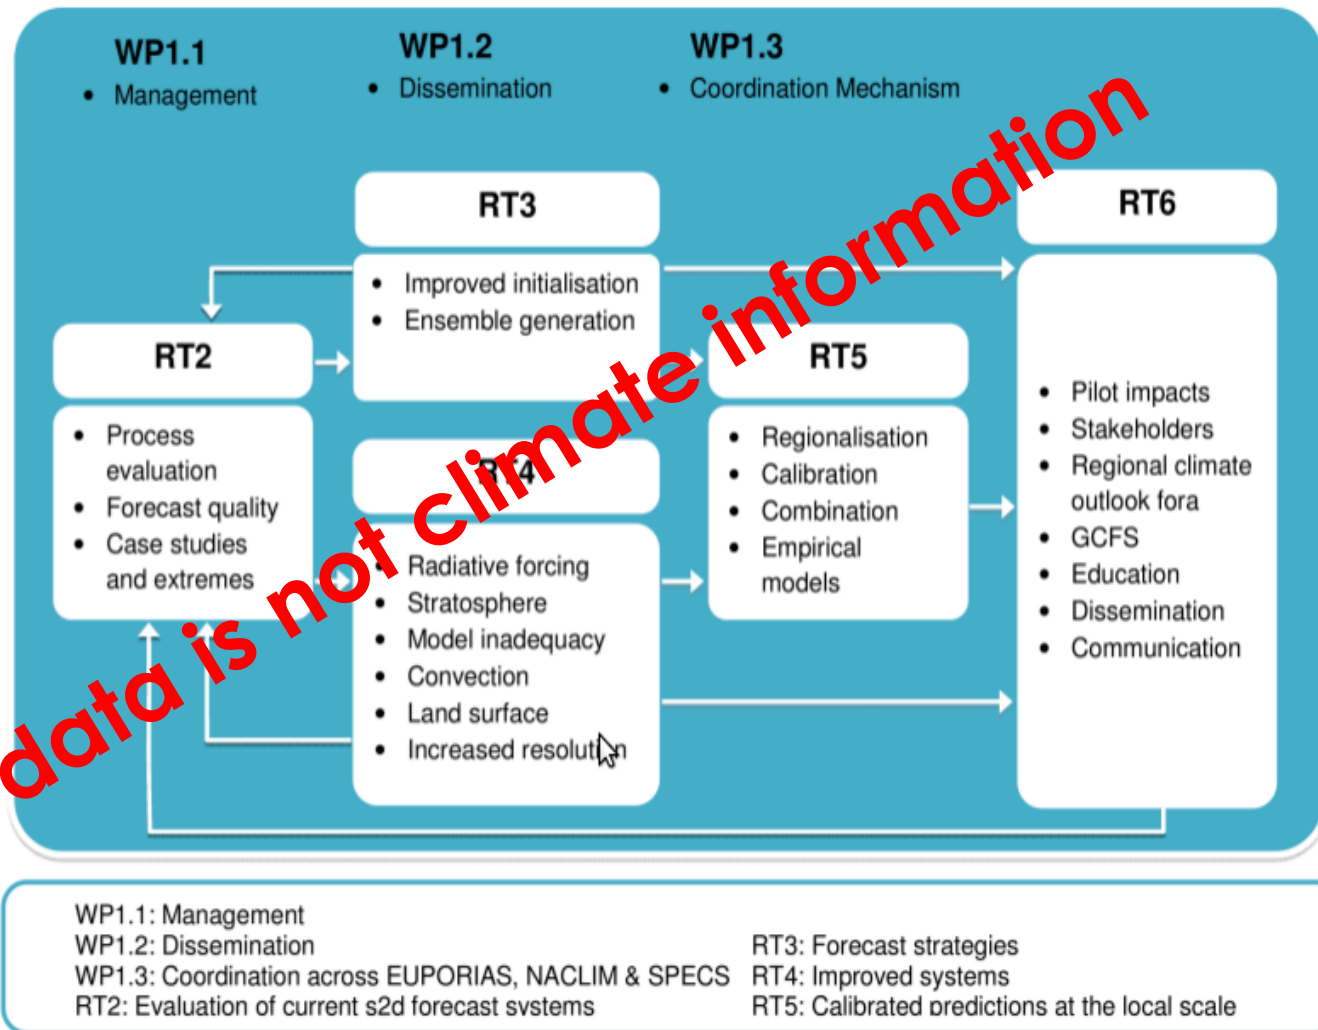 WP1.1
• Management
WP1.2
• Dissemination
WP1.3
• Coordination Mechanism
RT3
• Improved initialisation
• Ensemble generation
RT6
• Pilot impacts
• Stakeholders
• Regional climate
outlook fora
• GCFS
• Education
• Dissemination
• Communication
RT2
• Process
evaluation
• Forecast quality
• Case studies
and extremes
RT5
• Regionalisation
• Calibration
• Combination
• Empirical
models
RT4
• Radiative forcing
• Stratosphere
• Model inadequacy
• Convection
• Land surface
• Increased resolution
data is not climate information
WP1.1: Management
WP1.2: Dissemination
WP1.3: Coordination across EUPORIAS, NACLIM & SPECS
RT2: Evaluation of current s2d forecast systems
RT3: Forecast strategies
RT4: Improved systems
RT5: Calibrated predictions at the local scale